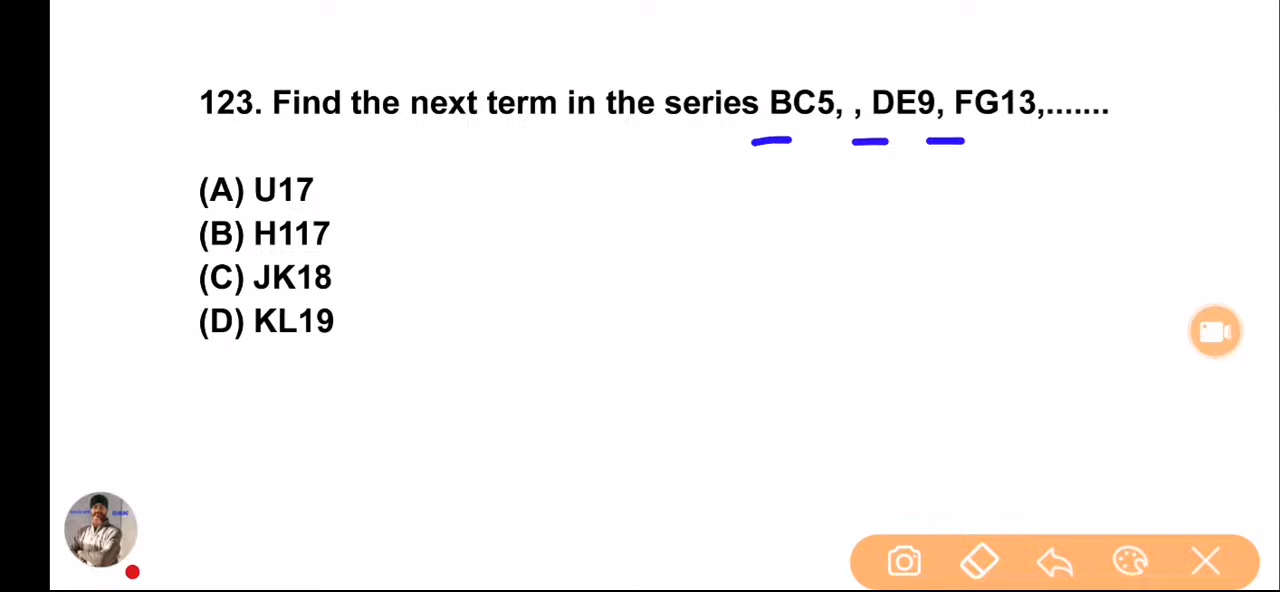 123. Find the next term in the series BC5, , DE9, FG13,.......
(A) U17
(B) H117
(C) JK18
(D) KL19